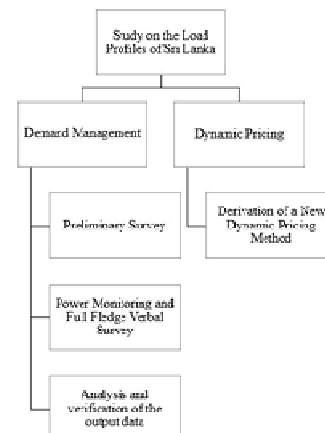 Study on the Load
Profiles of Sri Lanka
Demand Management
Dynamic Pricing
Preliminary Survey
Derivation of a New
Dynamic Pricing
Method
Power Monitoring and
Full Fledge Verbal
Survey
Analysis and
verification of the
output data